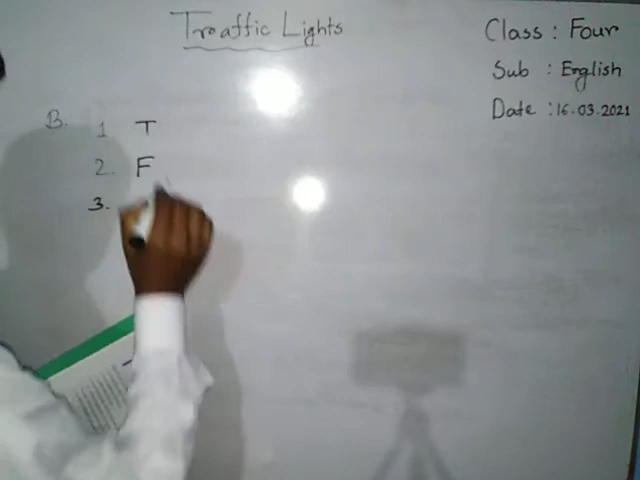 Traffic Lights
Class : Four
Sub : English
Date : 16.03.2021
B. 1 T
2. F
3.